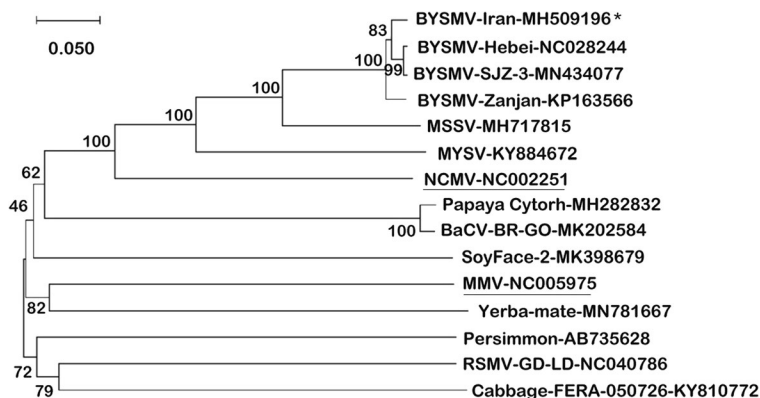 BYSMV-Iran-MH509196*
83
0.050
BYSMV-Hebei-NC028244
100
99
BYSMV-SJZ-3-MN434077
100
BYSMV-Zanjan-KP163566
100
MSSV-MH717815
100
MYSV-KY884672
62
NCMV-NC002251
46
Papaya Cytorh-MH282832
100
BaCV-BR-GO-MK202584
SoyFace-2-MK398679
MMV-NC005975
82
Yerba-mate-MN781667
Persimmon-AB735628
72
RSMV-GD-LD-NC040786
79
Cabbage-FERA-050726-KY810772